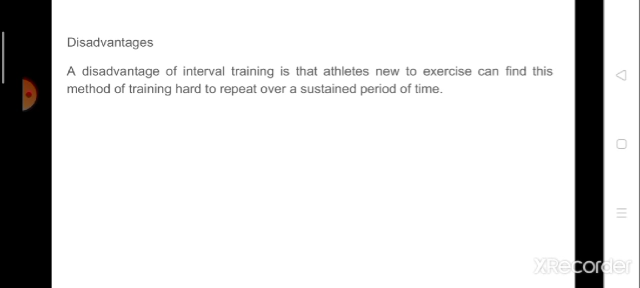 Disadvantages
A disadvantage of interval training is that athletes new to exercise can find this
method of training hard to repeat over a sustained period of time.
XRecorder